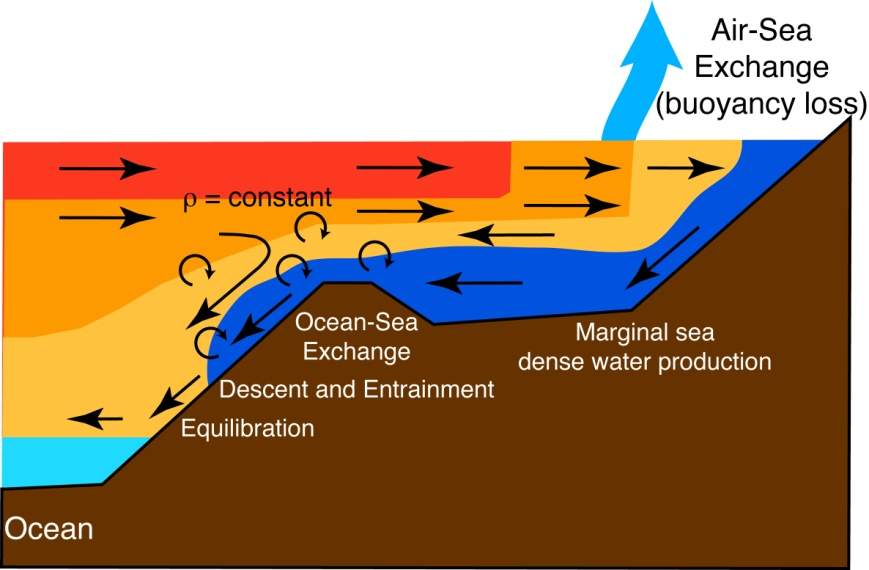 Air-Sea
Exchange
(buoyancy loss)
ρ = constant
Ocean-Sea
Exchange
Marginal sea
dense water production
Descent and Entrainment
Equilibration
Ocean